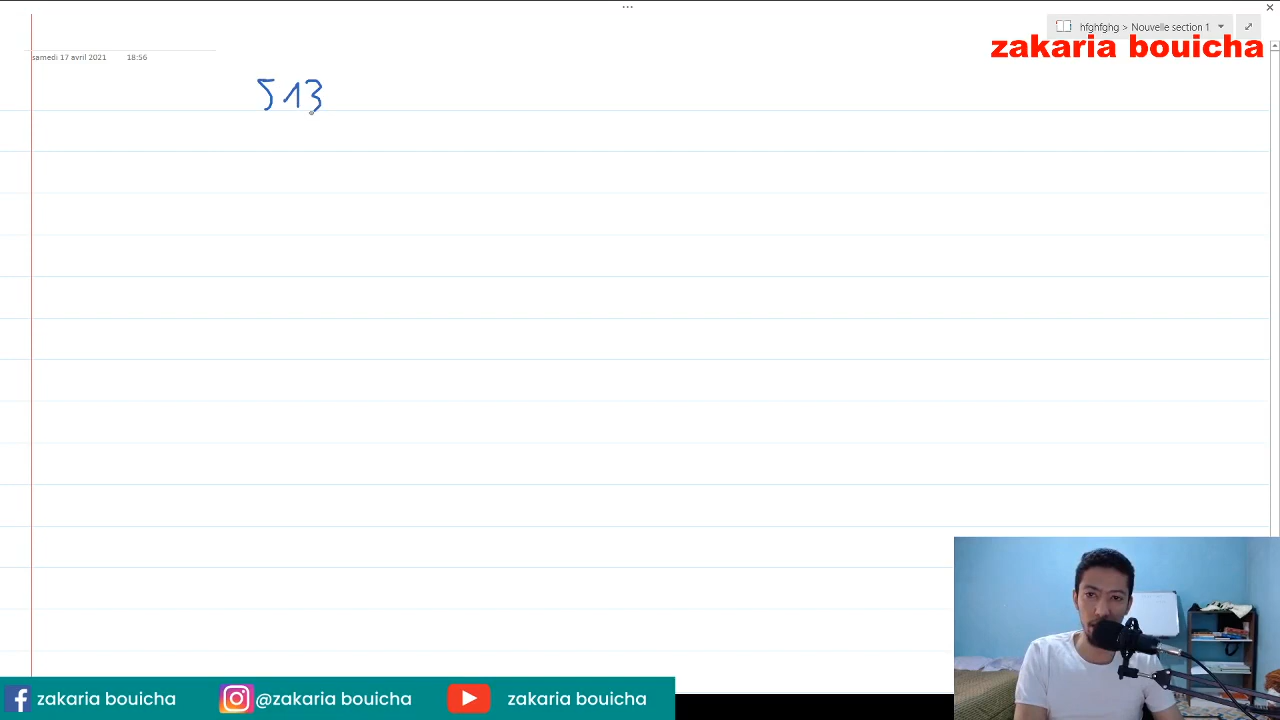 hfghfghg > Nouvelle section 1
zakaria bouicha
samedi 17 avril 2021 18:56
513
zakaria bouicha @zakaria bouicha zakaria bouicha